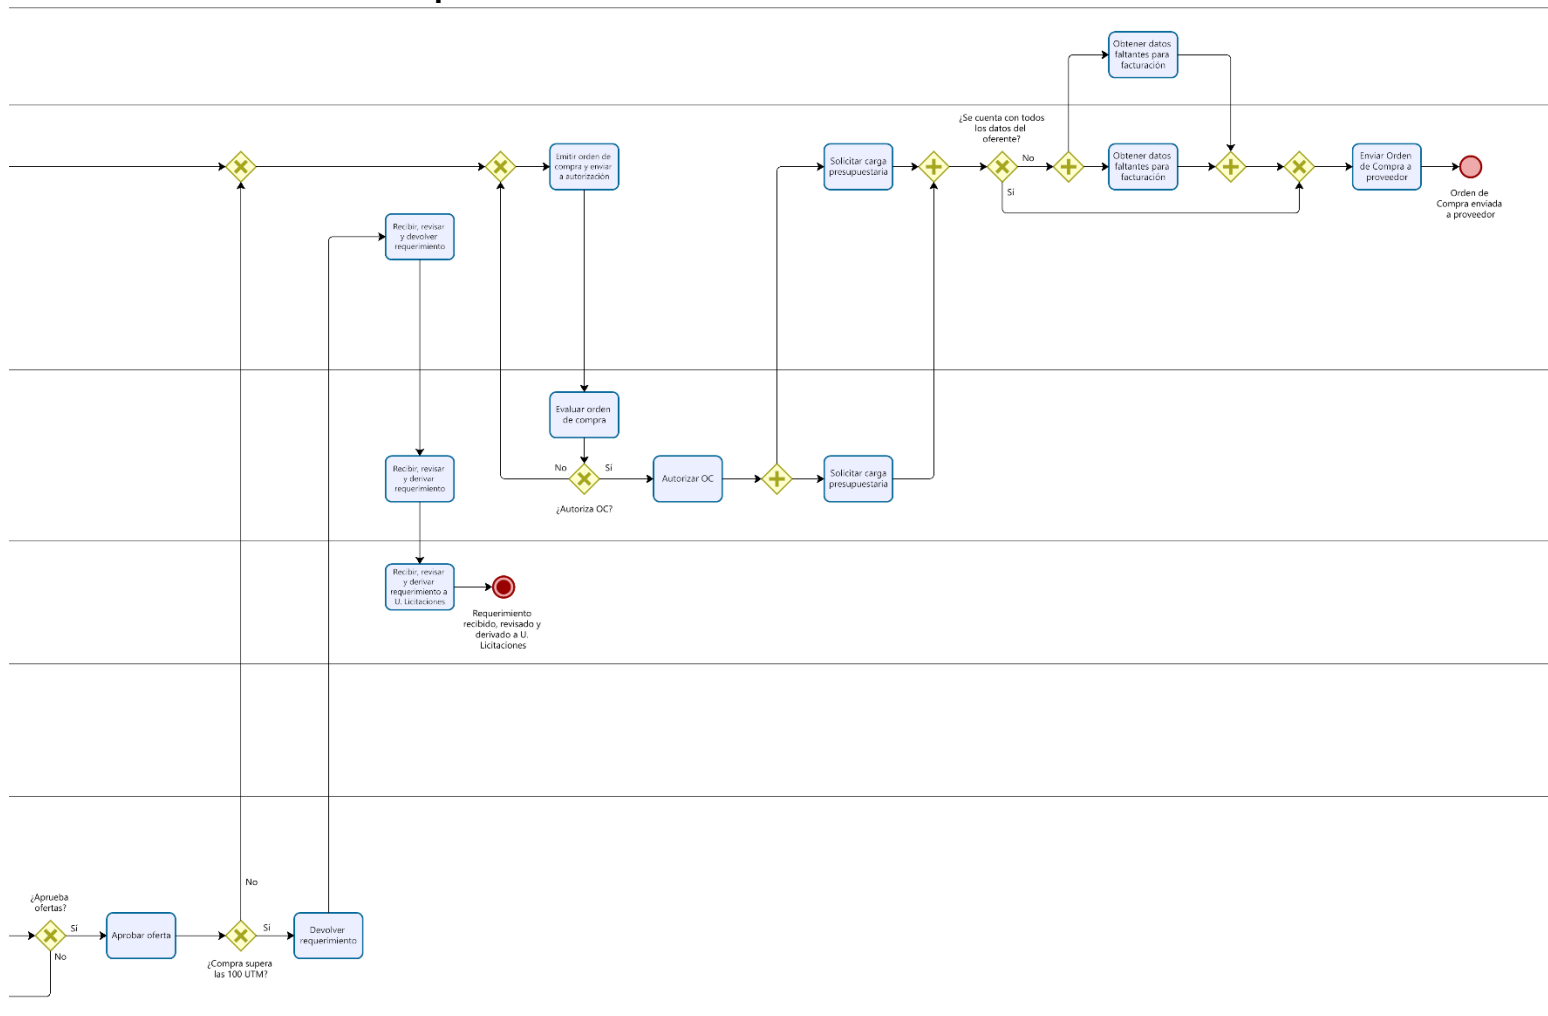 Obtener datos
faltantes para
facturación
¿Se cuenta con todos
los datos del
oferente?
Emitir orden de
compra y enviar
a autorización
Solicitar carga
presupuestaria
No
Sí
Obtener datos
faltantes para
facturación
Enviar Orden
de Compra a
proveedor
Orden de
Compra enviada
a proveedor
Recibir, revisar
y devolver
requerimiento
Evaluar orden
de compra
Recibir, revisar
y derivar
requerimiento
No
Sí
¿Autoriza OC?
Autorizar OC
Solicitar carga
presupuestaria
Recibir, revisar
y derivar
requerimiento a
U. Licitaciones
Requerimiento
recibido, revisado y
derivado a U.
Licitaciones
No
¿Aprueba
ofertas?
Sí
No
Aprobar oferta
Sí
¿Compra supera
las 100 UTM?
Devolver
requerimiento